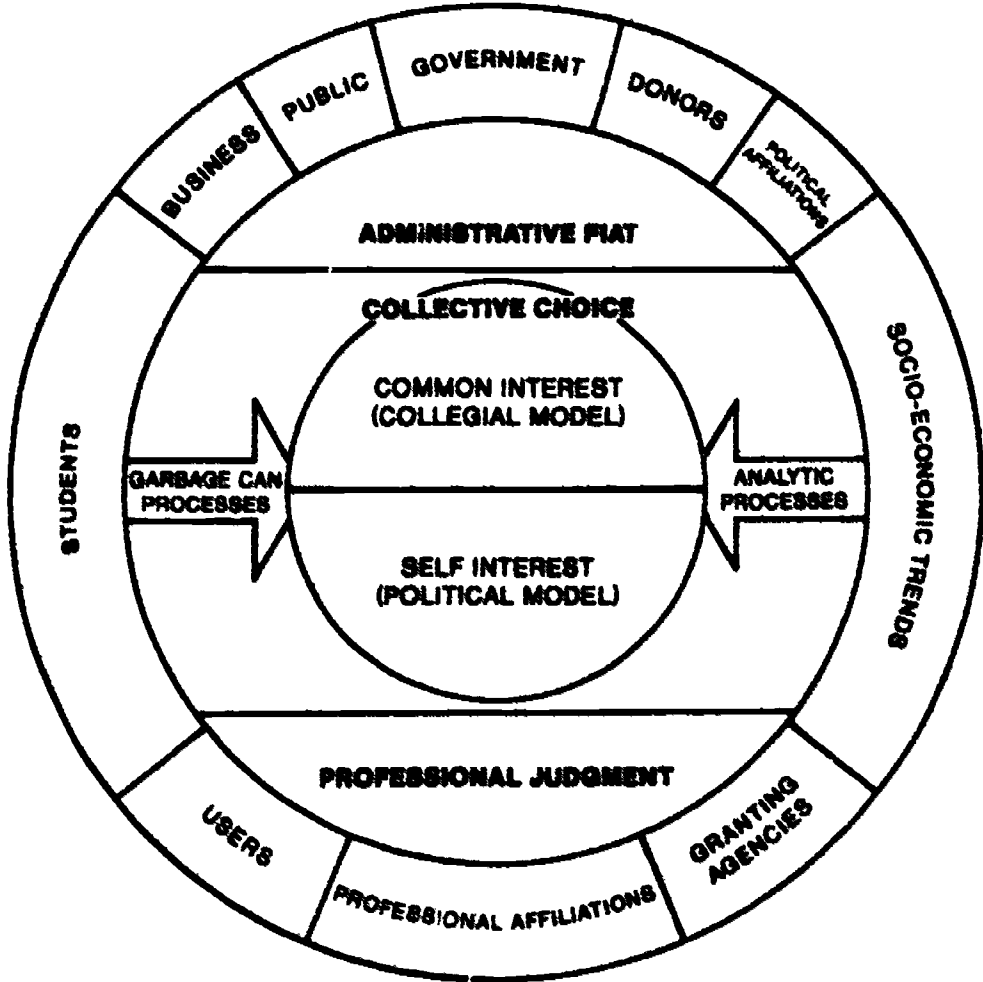 GOVERNMENT
PUBLIC
DONORS
BUSINESS
POLITICAL
AFFILIATIONS
ADMINISTRATIVE FIAT
COLLECTIVE CHOICE
COMMON INTEREST
(COLLEGIAL MODEL)
STUDENTS
GARBAGE CAN
PROCESSES
ANALYTIC
PROCESSES
SOCIO-ECONOMIC TRENDS
SELF INTEREST
(POLITICAL MODEL)
PROFESSIONAL JUDGMENT
USERS
PROFESSIONAL AFFILIATIONS
GRANTING
AGENCIES